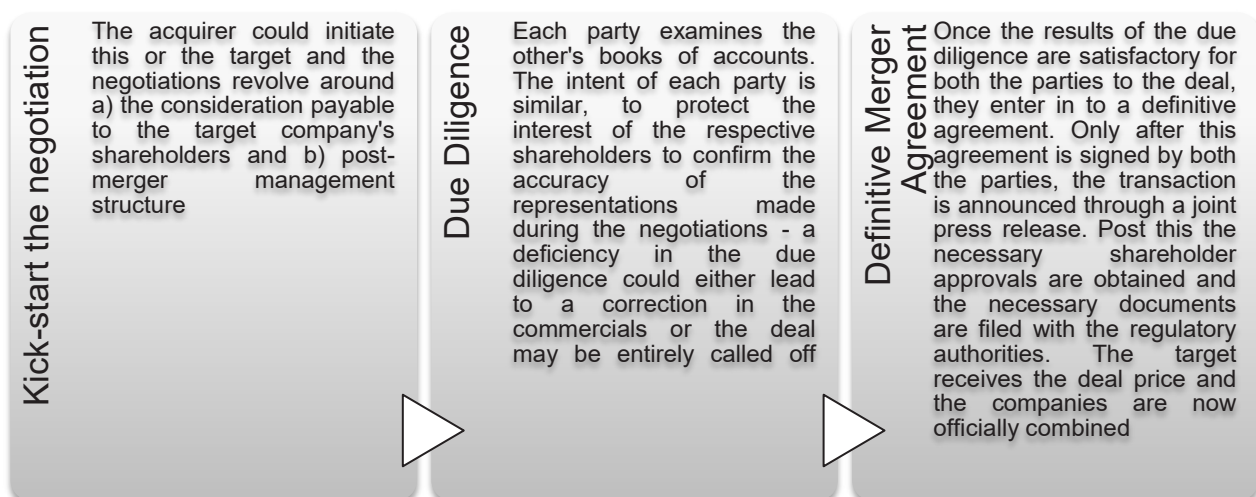 Kick-start the negotiation
The acquirer could initiate
this or the target and the
negotiations revolve around
a) the consideration payable
to the target company's
shareholders and b) post-
merger management
structure
Due Diligence
Each party examines the
other's books of accounts.
The intent of each party is
similar, to protect the
interest of the respective
shareholders to confirm the
accuracy of the
representations made
during the negotiations - a
deficiency in the due
diligence could either lead
to a correction in the
commercials or the deal
may be entirely called off
Definitive Merger
Agreement
Once the results of the due
diligence are satisfactory for
both the parties to the deal,
they enter in to a definitive
agreement. Only after this
agreement is signed by both
the parties, the transaction
is announced through a joint
press release. Post this the
necessary shareholder
approvals are obtained and
the necessary documents
are filed with the regulatory
authorities. The target
receives the deal price and
the companies are now
officially combined